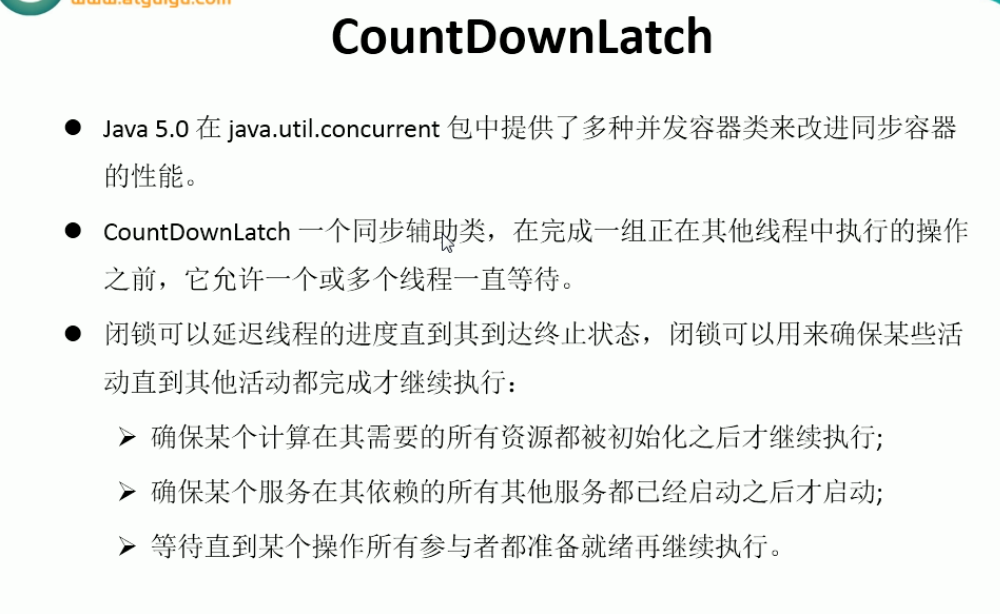 www.atguigu.com
CountDownLatch
● Java 5.0 在 java.util.concurrent 包中提供了多种并发容器类来改进同步容器
的性能。
● CountDownLatch 一个同步辅助类，在完成一组正在其他线程中执行的操作
之前，它允许一个或多个线程一直等待。
● 闭锁可以延迟线程的进度直到其到达终止状态，闭锁可以用来确保某些活
动直到其他活动都完成才继续执行：
➢ 确保某个计算在其需要的所有资源都被初始化之后才继续执行;
➢ 确保某个服务在其依赖的所有其他服务都已经启动之后才启动;
➢ 等待直到某个操作所有参与者都准备就绪再继续执行。